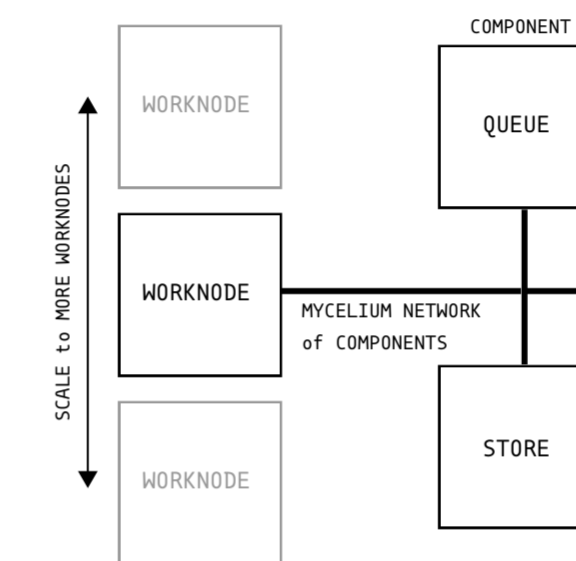 COMPONENT
WORKNODE
QUEUE
SCALE to MORE WORKNODES
WORKNODE
MYCELIUM NETWORK
of COMPONENTS
STORE
WORKNODE